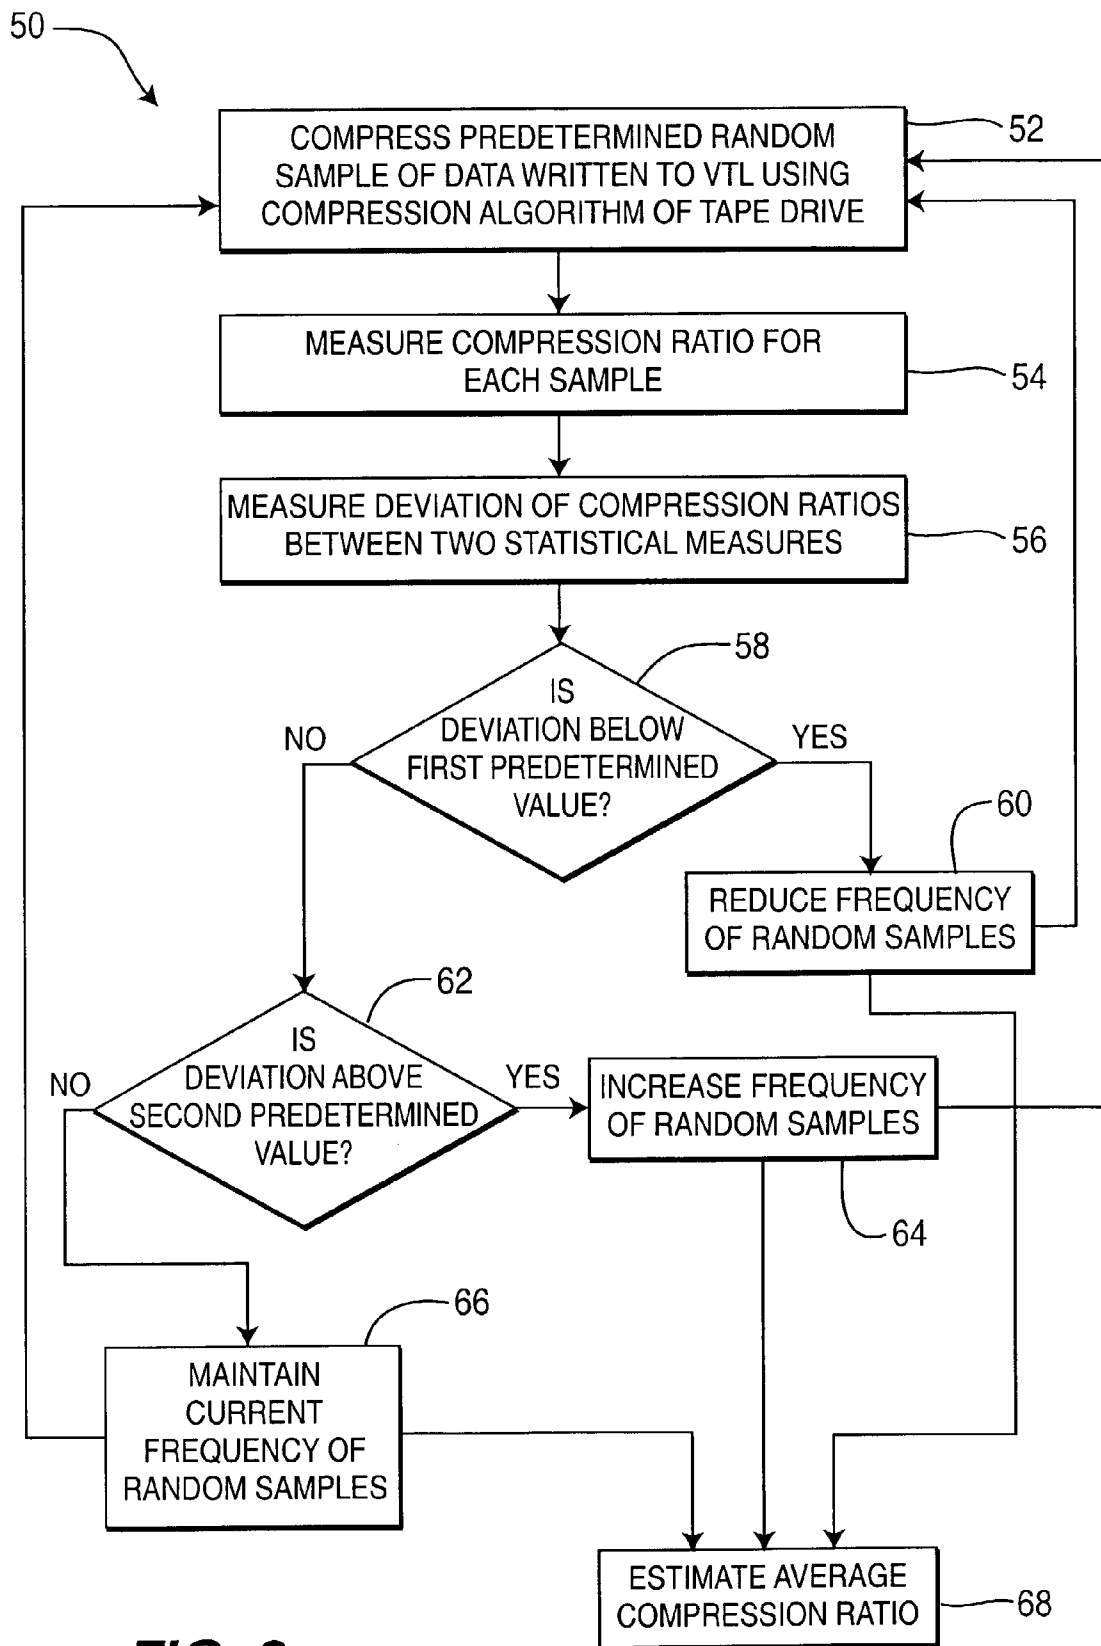 50
COMPRESS PREDETERMINED RANDOM
SAMPLE OF DATA WRITTEN TO VTL USING
COMPRESSION ALGORITHM OF TAPE DRIVE
52
MEASURE COMPRESSION RATIO FOR
EACH SAMPLE
54
MEASURE DEVIATION OF COMPRESSION RATIOS
BETWEEN TWO STATISTICAL MEASURES
56
58
IS
DEVIATION BELOW
FIRST PREDETERMINED
VALUE?
NO
YES
60
REDUCE FREQUENCY
OF RANDOM SAMPLES
62
IS
DEVIATION ABOVE
SECOND PREDETERMINED
VALUE?
NO
YES
INCREASE FREQUENCY
OF RANDOM SAMPLES
64
66
MAINTAIN
CURRENT
FREQUENCY OF
RANDOM SAMPLES
ESTIMATE AVERAGE
COMPRESSION RATIO
68